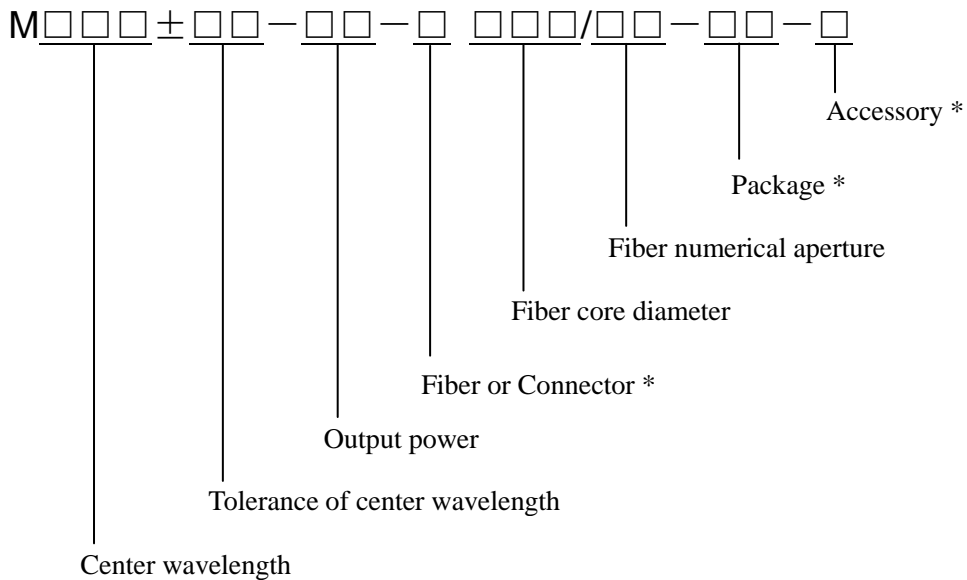 M□□□±□□-□□-□ □□□/□□-□□-□
Accessory *
Package *
Fiber numerical aperture
Fiber core diameter
Fiber or Connector *
Output power
Tolerance of center wavelength
Center wavelength